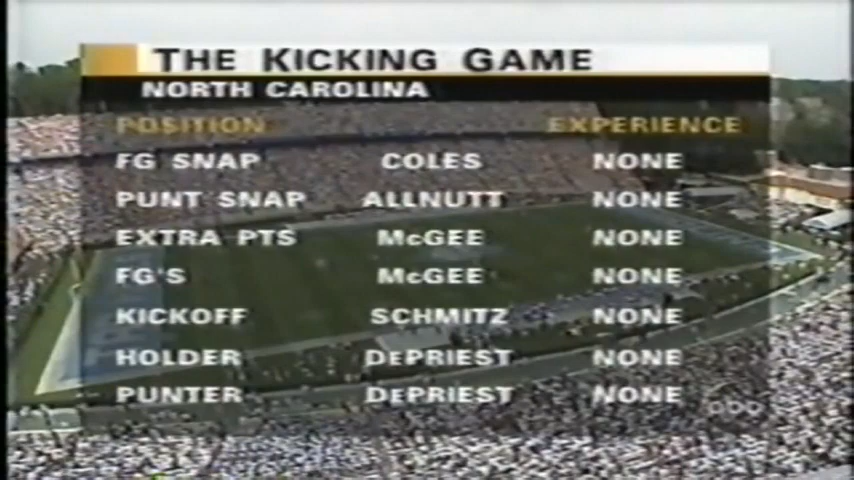 THE KICKING GAME
NORTH CAROLINA
POSITION EXPERIENCE
FG SNAP COLES NONE
PUNT SNAP ALLNUTT NONE
EXTRA PTS McGEE NONE
FG'S McGEE NONE
KICKOFF SCHMITZ NONE
HOLDER DePRIEST NONE
PUNTER DePRIEST NONE
abc